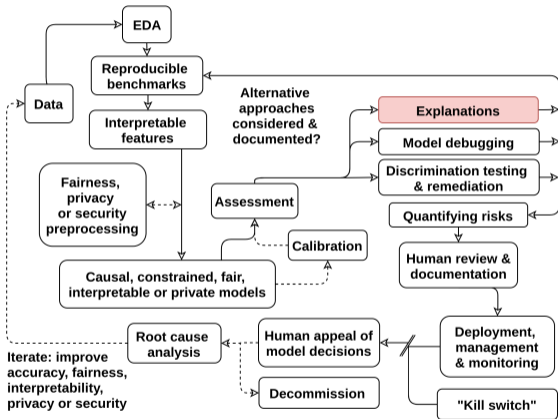 EDA
Reproducible
benchmarks
Data
Interpretable
features
Alternative
approaches
considered &
documented?
Explanations
Model debugging
Discrimination testing
& remediation
Fairness,
privacy
or security
preprocessing
Assessment
Quantifying risks
Calibration
Human review &
documentation
Causal, constrained, fair,
interpretable or private models
Root cause
analysis
Human appeal of
model decisions
Deployment,
management
& monitoring
Iterate: improve
accuracy, fairness,
interpretability,
privacy or security
Decommission
"Kill switch"